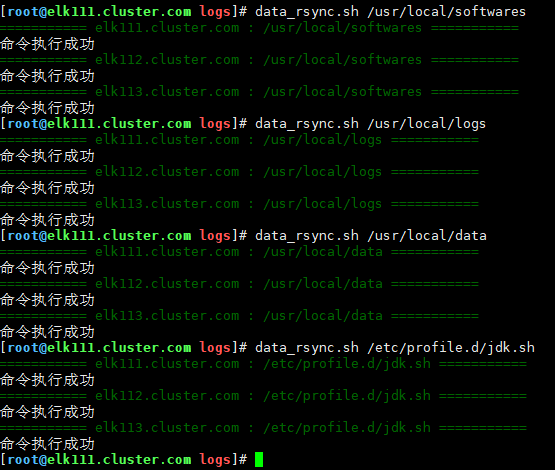 [root@elk111.cluster.com logs]# data_rsync.sh /usr/local/softwares
=========== elk111.cluster.com : /usr/local/softwares ===========
命令执行成功
=========== elk112.cluster.com : /usr/local/softwares ===========
命令执行成功
=========== elk113.cluster.com : /usr/local/softwares ===========
命令执行成功
[root@elk111.cluster.com logs]# data_rsync.sh /usr/local/logs
=========== elk111.cluster.com : /usr/local/logs ===========
命令执行成功
=========== elk112.cluster.com : /usr/local/logs ===========
命令执行成功
=========== elk113.cluster.com : /usr/local/logs ===========
命令执行成功
[root@elk111.cluster.com logs]# data_rsync.sh /usr/local/data
=========== elk111.cluster.com : /usr/local/data ===========
命令执行成功
=========== elk112.cluster.com : /usr/local/data ===========
命令执行成功
=========== elk113.cluster.com : /usr/local/data ===========
命令执行成功
[root@elk111.cluster.com logs]# data_rsync.sh /etc/profile.d/jdk.sh
=========== elk111.cluster.com : /etc/profile.d/jdk.sh ===========
命令执行成功
=========== elk112.cluster.com : /etc/profile.d/jdk.sh ===========
命令执行成功
=========== elk113.cluster.com : /etc/profile.d/jdk.sh ===========
命令执行成功
[root@elk111.cluster.com logs]#